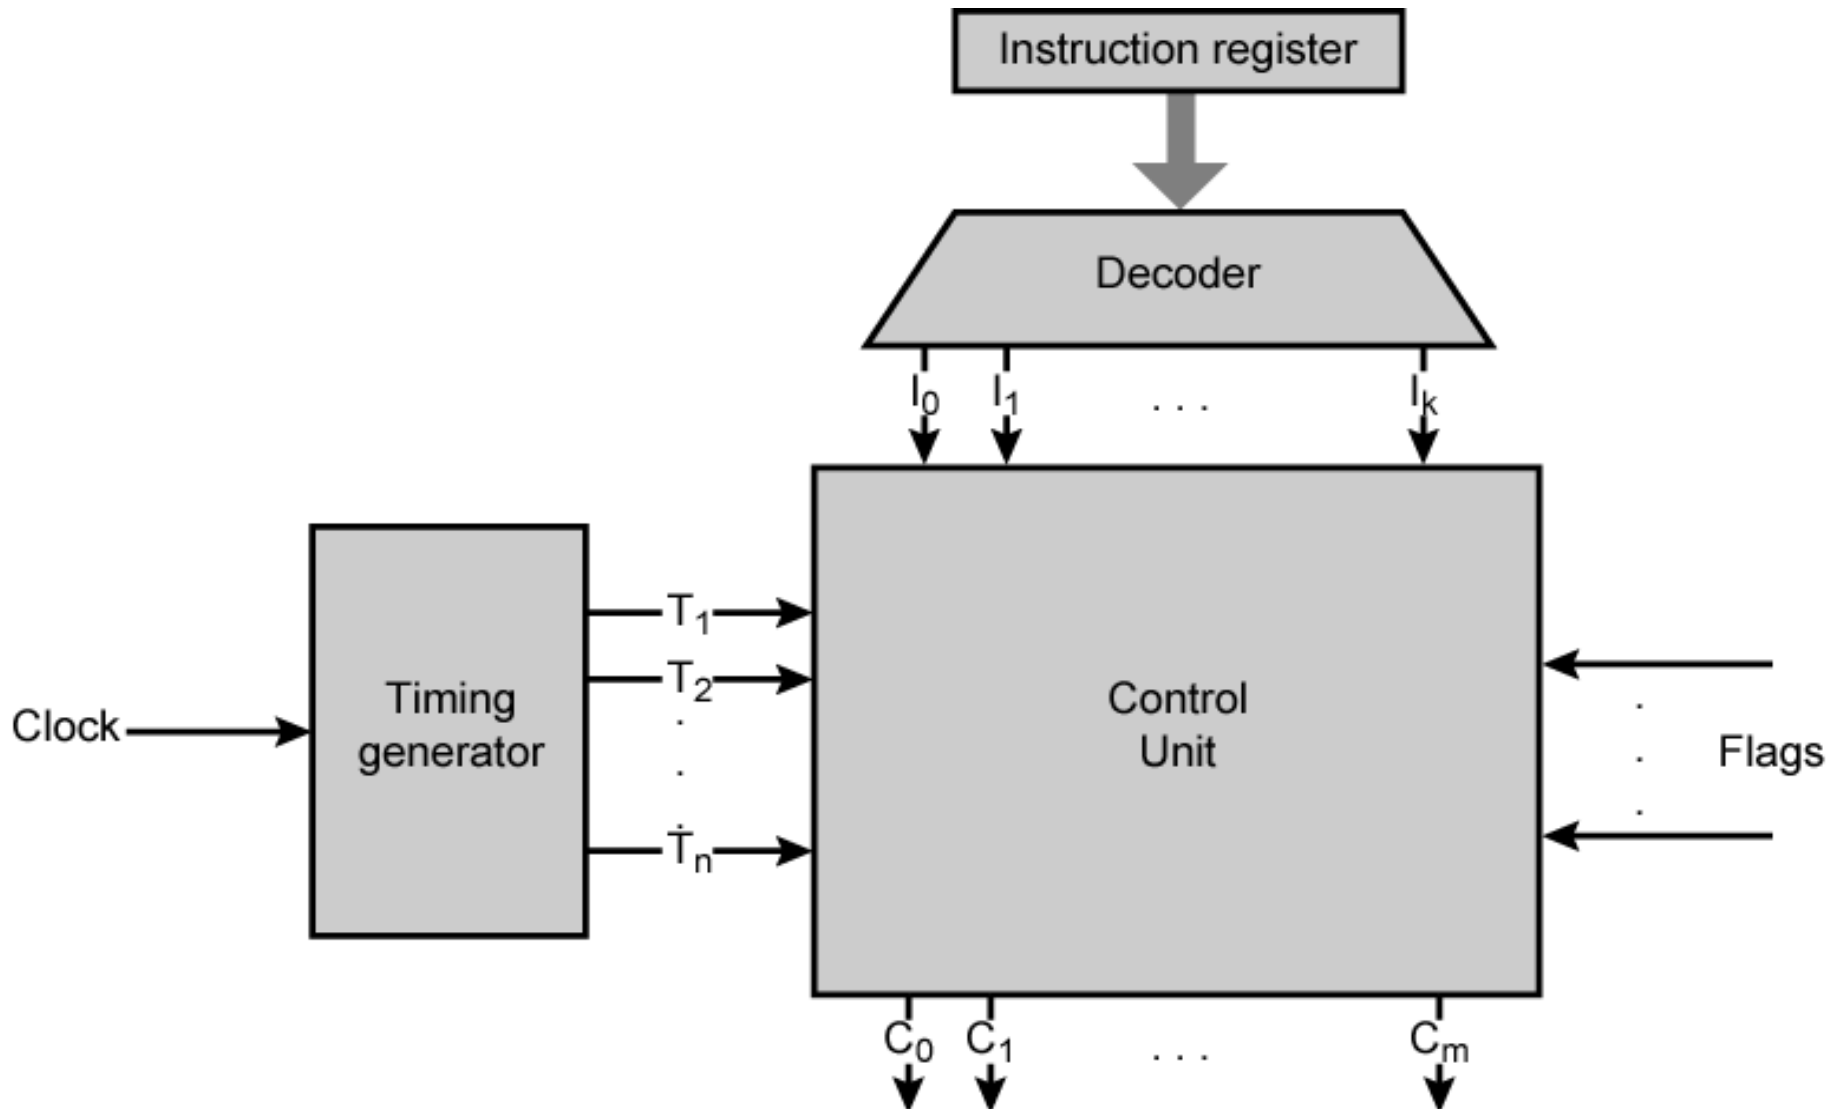 Instruction register
Decoder
I0 I1 . . . Ik
Timing
generator
Clock
T1
T2
.
.
.
Tn
Control
Unit
.
.
.
Flags
C0 C1 . . . Cm